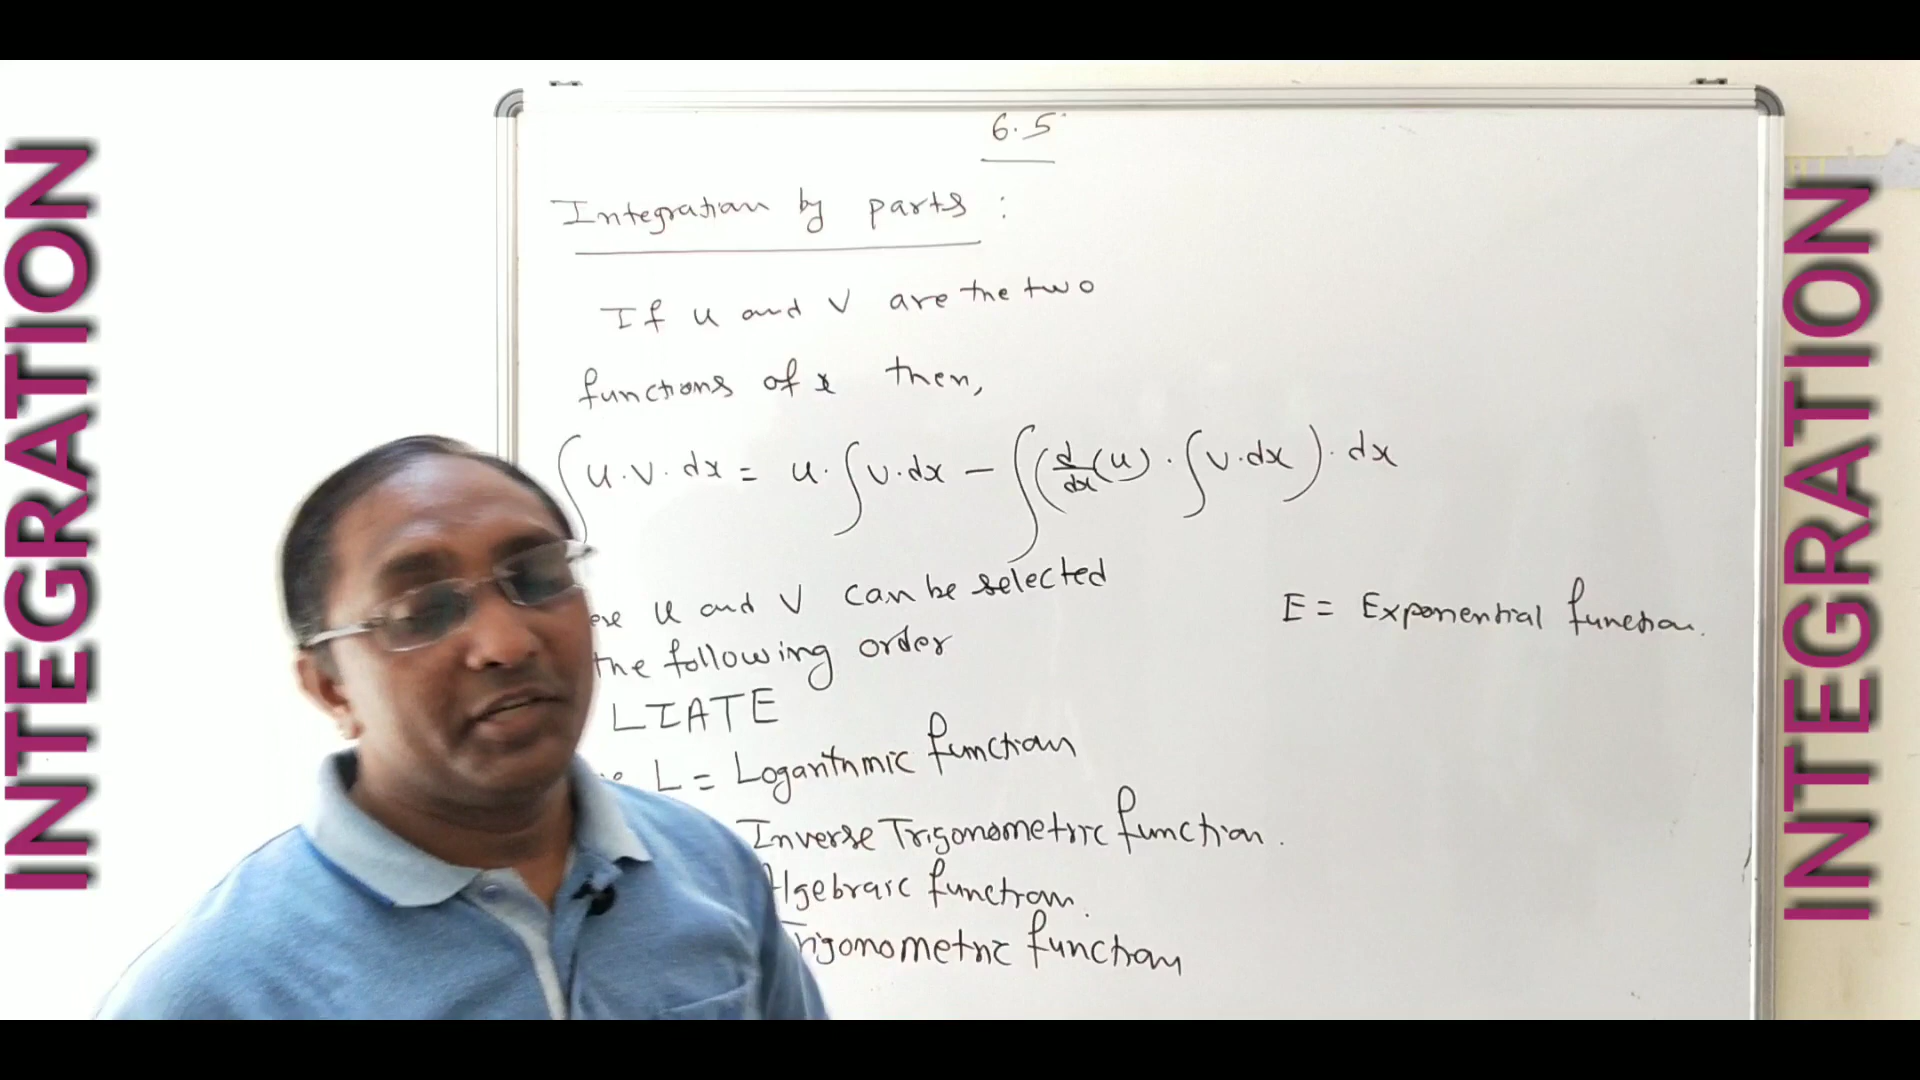 INTEGRATION
6.5
Integration by parts :
If u and v are the two
functions of x then,
∫ u.v.dx = u.∫v.dx − ∫(d/dx(u).∫v.dx).dx
u and v can be selected
the following order
LIATE
L = Logarithmic function
Inverse Trigonometric function.
lgebraic function.
Trigonometric function
E = Exponential function.
INTEGRATION